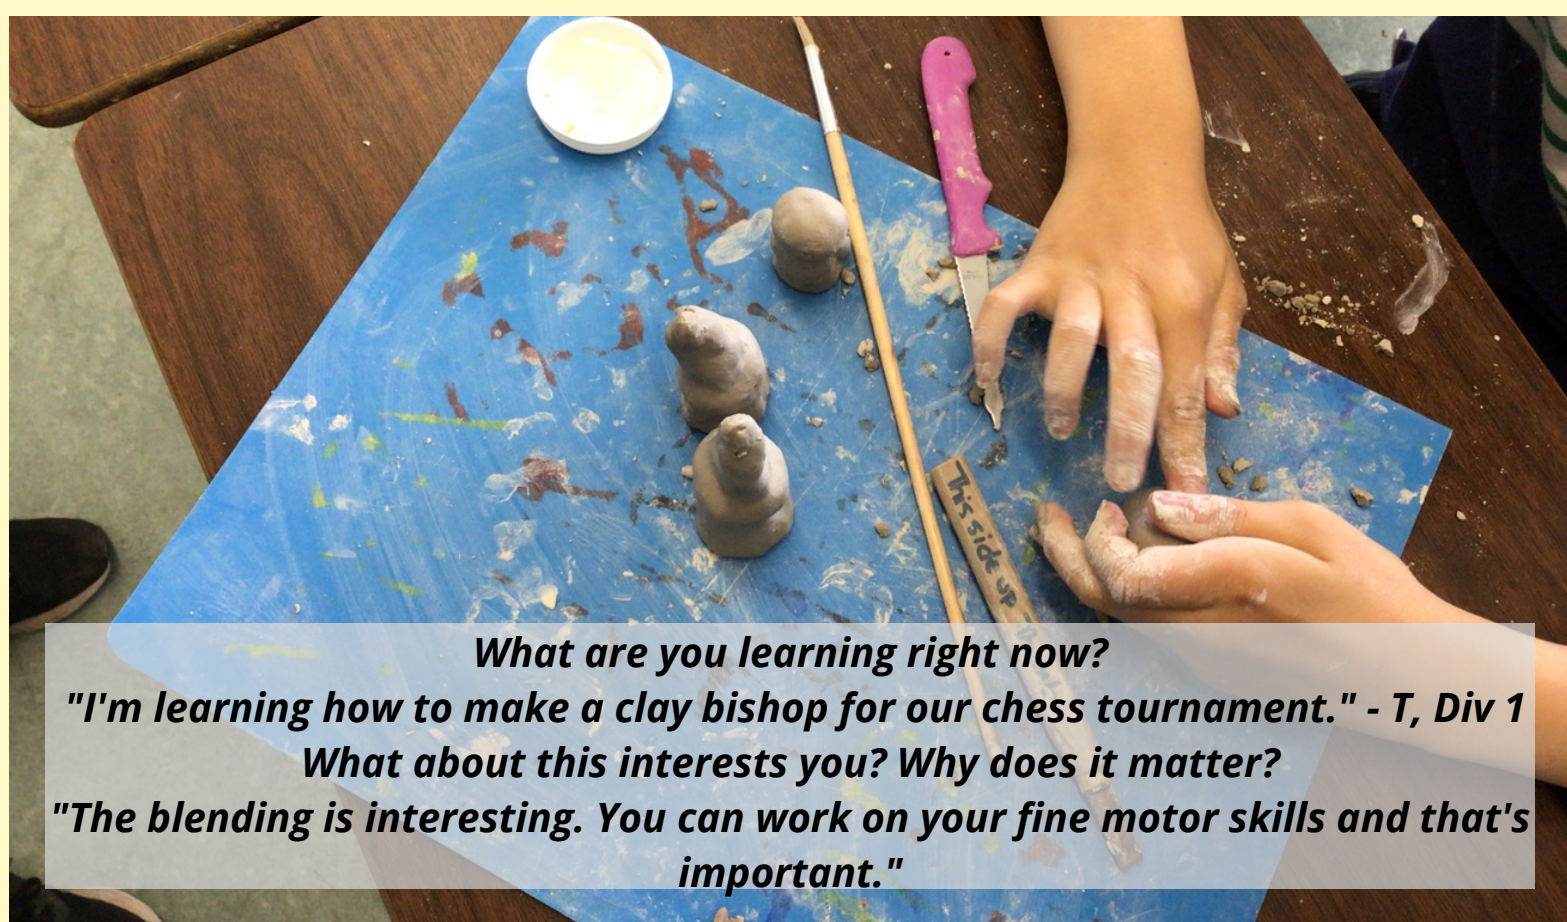 This side up
What are you learning right now?
"I'm learning how to make a clay bishop for our chess tournament." - T, Div 1
What about this interests you? Why does it matter?
"The blending is interesting. You can work on your fine motor skills and that's
important."